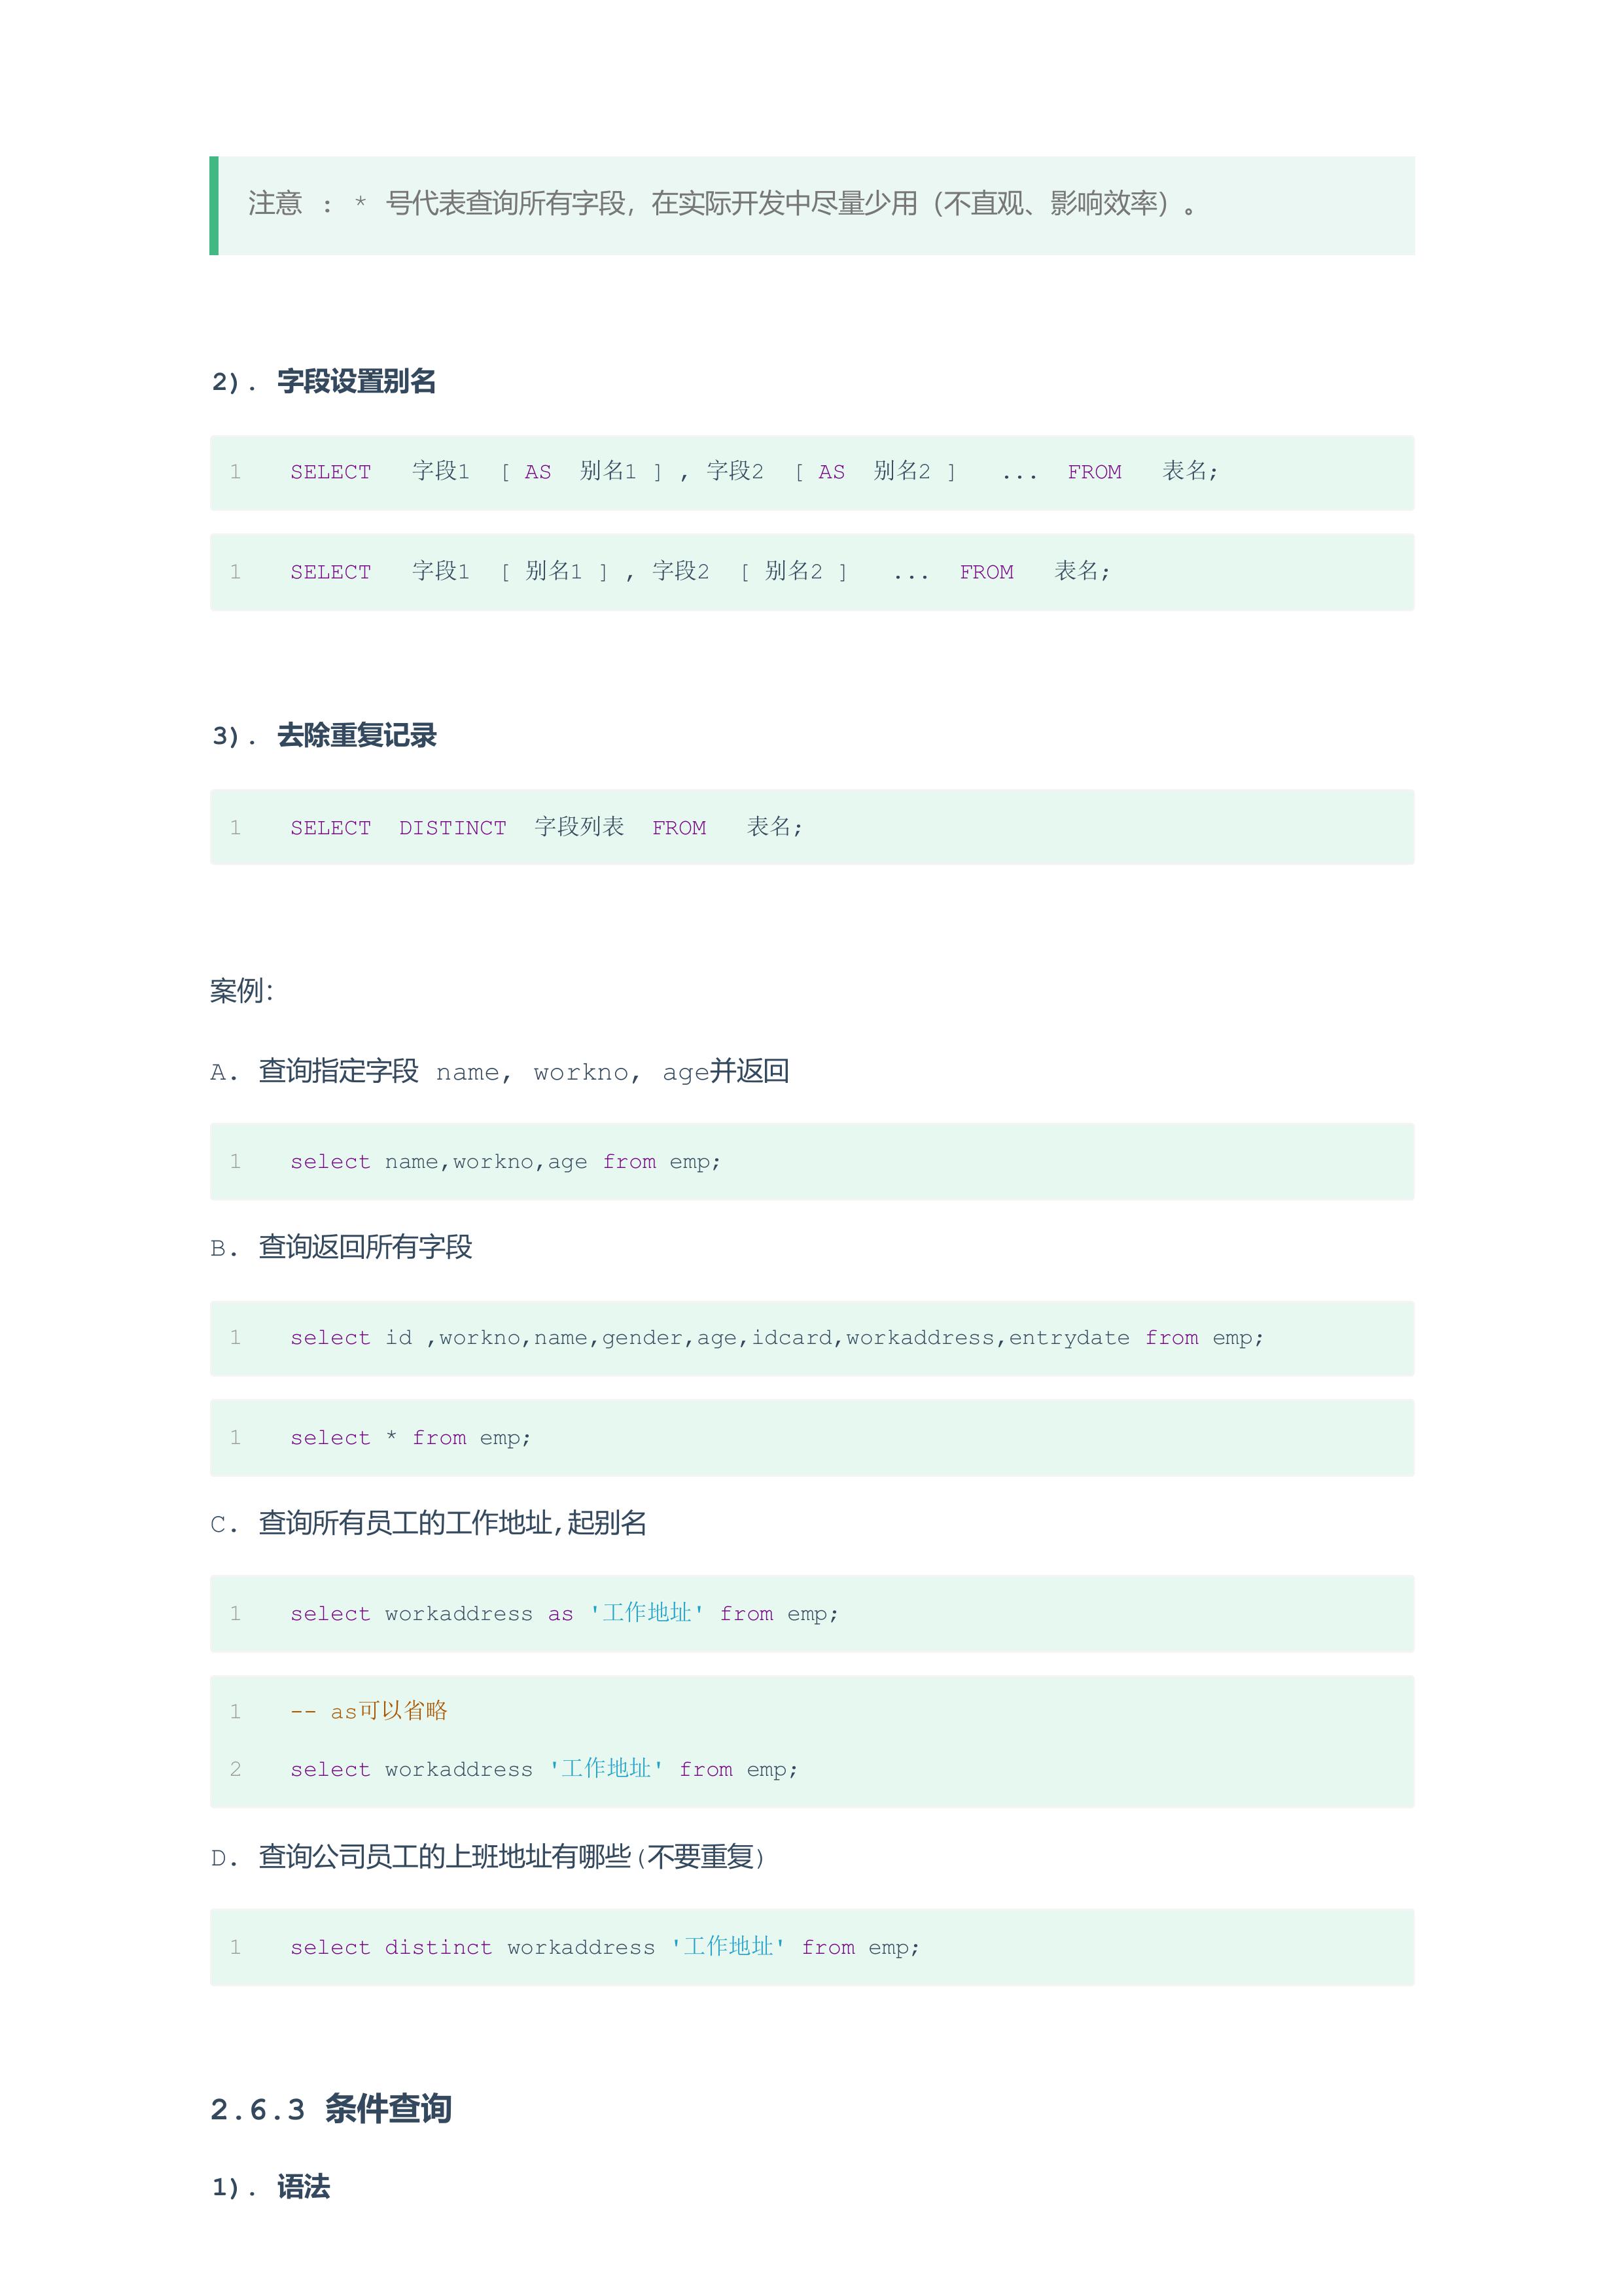 注意 : * 号代表查询所有字段，在实际开发中尽量少用（不直观、影响效率）。
2). 字段设置别名
1 SELECT 字段1 [ AS 别名1 ] , 字段2 [ AS 别名2 ] ... FROM 表名;
1 SELECT 字段1 [ 别名1 ] , 字段2 [ 别名2 ] ... FROM 表名;
3). 去除重复记录
1 SELECT DISTINCT 字段列表 FROM 表名;
案例：
A. 查询指定字段 name, workno, age并返回
1 select name,workno,age from emp;
B. 查询返回所有字段
1 select id ,workno,name,gender,age,idcard,workaddress,entrydate from emp;
1 select * from emp;
C. 查询所有员工的工作地址,起别名
1 select workaddress as '工作地址' from emp;
1 -- as可以省略
2 select workaddress '工作地址' from emp;
D. 查询公司员工的上班地址有哪些(不要重复)
1 select distinct workaddress '工作地址' from emp;
2.6.3 条件查询
1). 语法